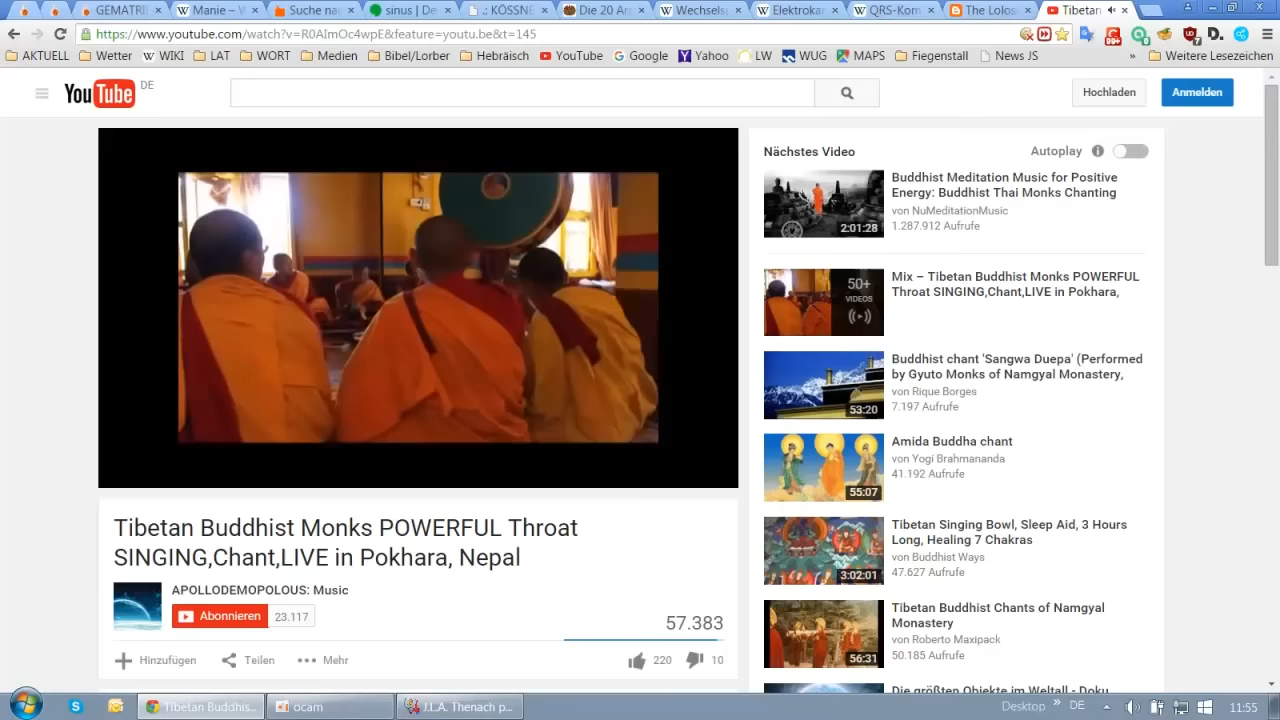 GEMATRI
Manie – W
Suche na
sinus | De
.: KÖSSNE
Die 20 Ar
Wechselsp
Elektrokar
QRS-Kom
The Lolos
Tibetan
https://www.youtube.com/watch?v=R0AImOt-wpE&feature=youtu.be&t=145
AKTUELL Wetter WIKI LAT WORT Medien Bibel/Lorber Hebräisch YouTube Google Yahoo LW WUG MAPS Fiegenstall News JS » Weitere Lesezeichen
YouTube DE
Hochladen
Anmelden
Nächstes Video
Autoplay
Buddhist Meditation Music for Positive
Energy: Buddhist Thai Monks Chanting
von NuMeditationMusic
1.287.912 Aufrufe
2:01:28
50+
VIDEOS
Mix – Tibetan Buddhist Monks POWERFUL
Throat SINGING,Chant,LIVE in Pokhara,
Buddhist chant 'Sangwa Duepa' (Performed
by Gyuto Monks of Namgyal Monastery,
von Rique Borges
7.197 Aufrufe
53:20
Amida Buddha chant
von Yogi Brahmananda
41.192 Aufrufe
55:07
Tibetan Singing Bowl, Sleep Aid, 3 Hours
Long, Healing 7 Chakras
von Buddhist Ways
47.627 Aufrufe
3:02:01
Tibetan Buddhist Chants of Namgyal
Monastery
von Roberto Maxipack
50.185 Aufrufe
56:31
Die größten Objekte im Weltall - Doku
Tibetan Buddhist Monks POWERFUL Throat
SINGING,Chant,LIVE in Pokhara, Nepal
APOLLODEMOPOLOUS: Music
Abonnieren 23.117
57.383
Hinzufügen Teilen Mehr 220 10
Tibetan Buddhis...
ocam
J.L.A. Thenach p...
Desktop » DE 11:55